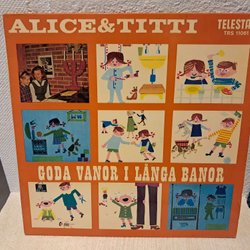 ALICE & TITTI
TELESTAR
TRS 11061
GODA VANOR I LÅNGA BANOR